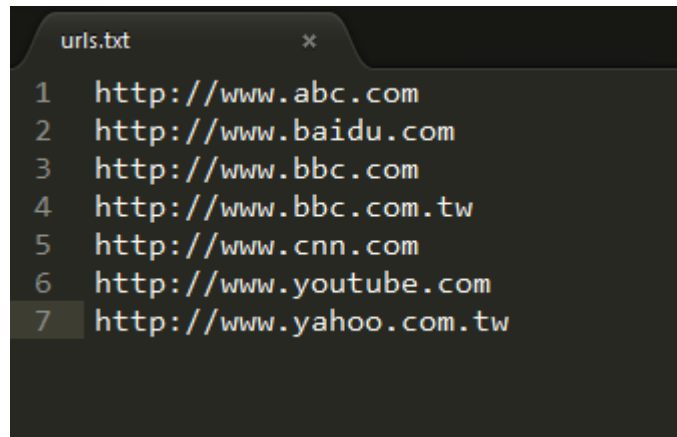 urls.txt ×
1 http://www.abc.com
2 http://www.baidu.com
3 http://www.bbc.com
4 http://www.bbc.com.tw
5 http://www.cnn.com
6 http://www.youtube.com
7 http://www.yahoo.com.tw